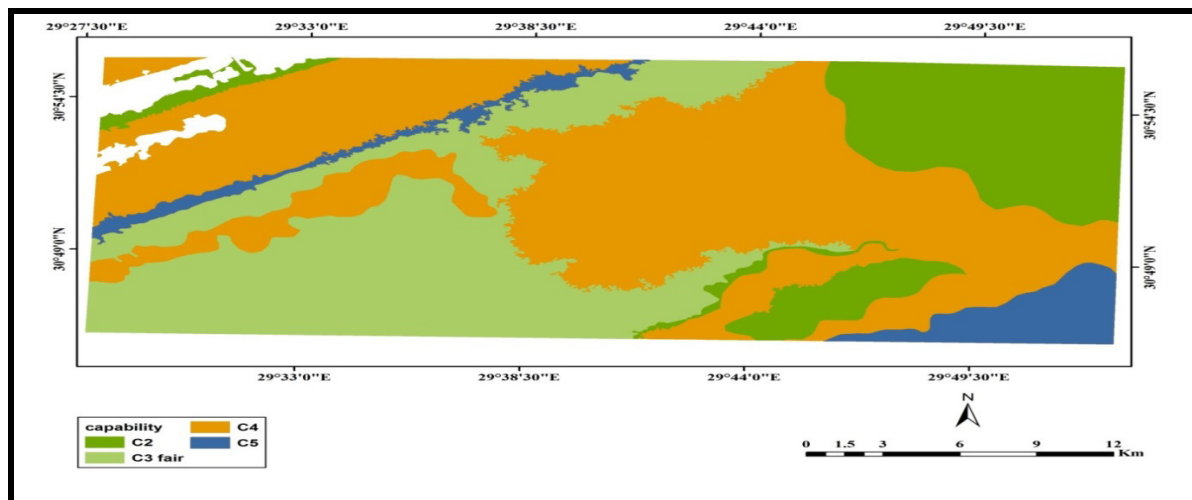 29°27'30"E 29°33'0"E 29°38'30"E 29°44'0"E 29°49'30"E
30°54'30"N 30°54'30"N
30°49'0"N 30°49'0"N
29°33'0"E 29°38'30"E 29°44'0"E 29°49'30"E
capability C4
C2 C5
C3 fair
N
0 1.5 3 6 9 12
Km